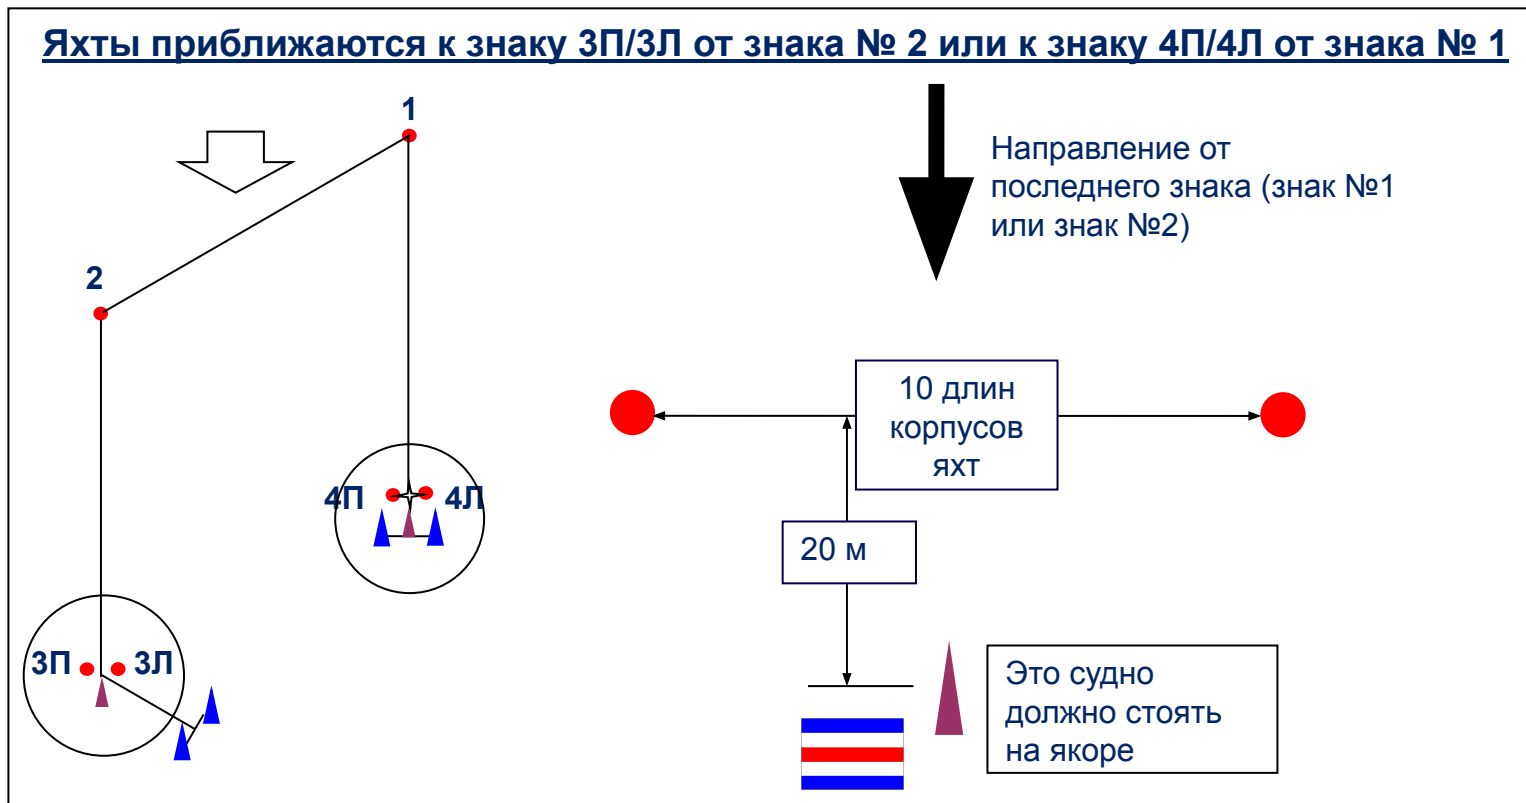 Яхты приближаются к знаку 3П/3Л от знака № 2 или к знаку 4П/4Л от знака № 1
1
Направление от
последнего знака (знак №1
или знак №2)
2
10 длин
корпусов
яхт
4П 4Л
20 м
3П 3Л
Это судно
должно стоять
на якоре